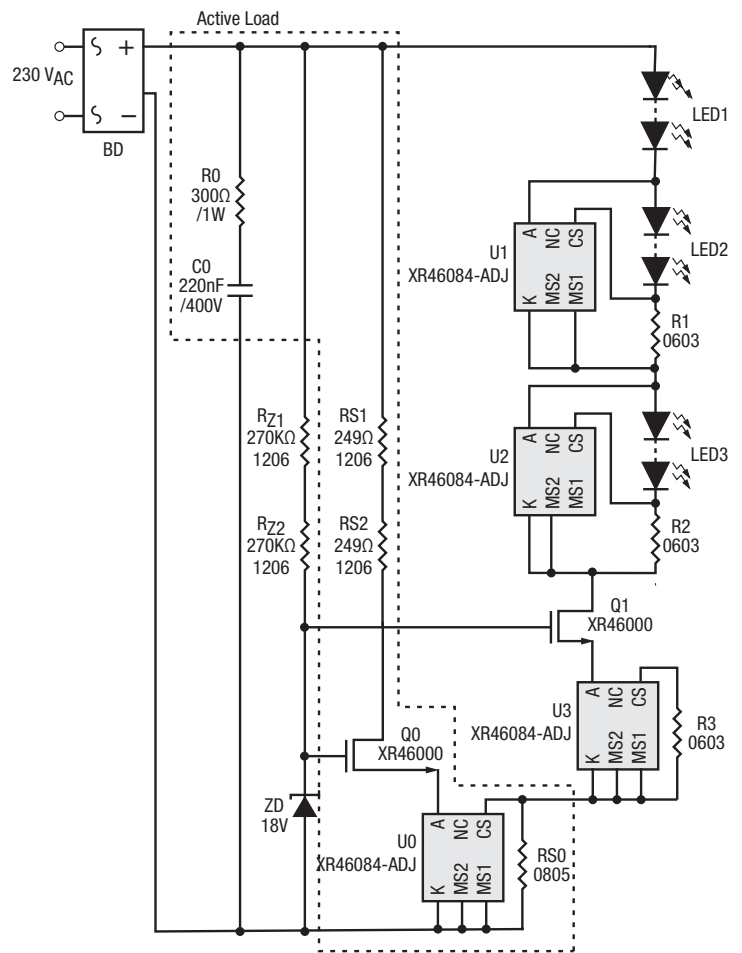 Active Load
230 VAC
+
−
BD
R0
300Ω
/1W
C0
220nF
/400V
RZ1
270KΩ
1206
RS1
249Ω
1206
RZ2
270KΩ
1206
RS2
249Ω
1206
LED1
A
NC
CS
U1
XR46084-ADJ
K
MS2
MS1
LED2
R1
0603
A
NC
CS
U2
XR46084-ADJ
K
MS2
MS1
LED3
R2
0603
Q1
XR46000
A
NC
CS
U3
XR46084-ADJ
K
MS2
MS1
R3
0603
Q0
XR46000
ZD
18V
A
NC
CS
U0
XR46084-ADJ
K
MS2
MS1
RS0
0805